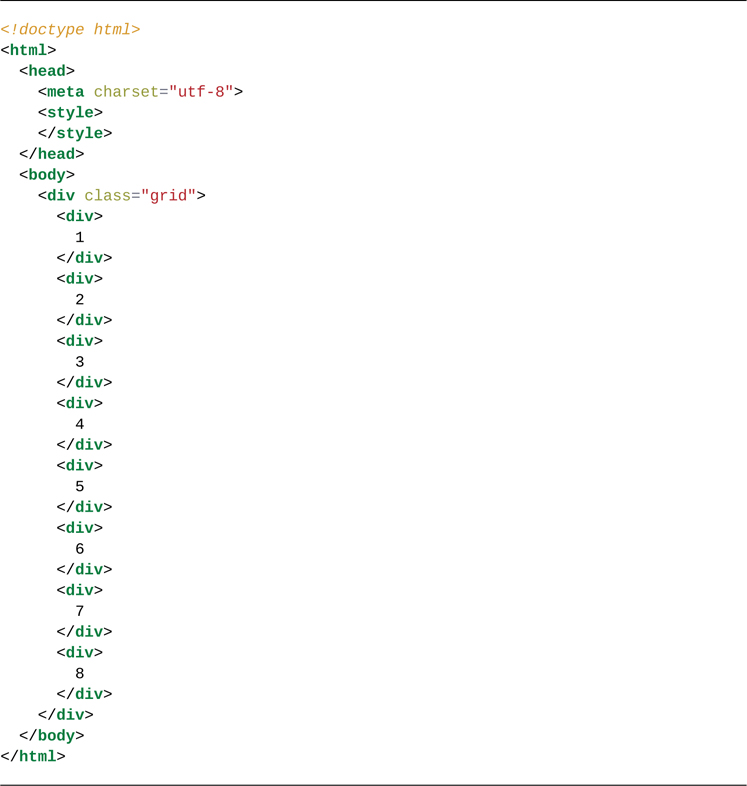 <!doctype html>
<html>
  <head>
    <meta charset="utf-8">
    <style>
    </style>
  </head>
  <body>
    <div class="grid">
      <div>
        1
      </div>
      <div>
        2
      </div>
      <div>
        3
      </div>
      <div>
        4
      </div>
      <div>
        5
      </div>
      <div>
        6
      </div>
      <div>
        7
      </div>
      <div>
        8
      </div>
    </div>
  </body>
</html>